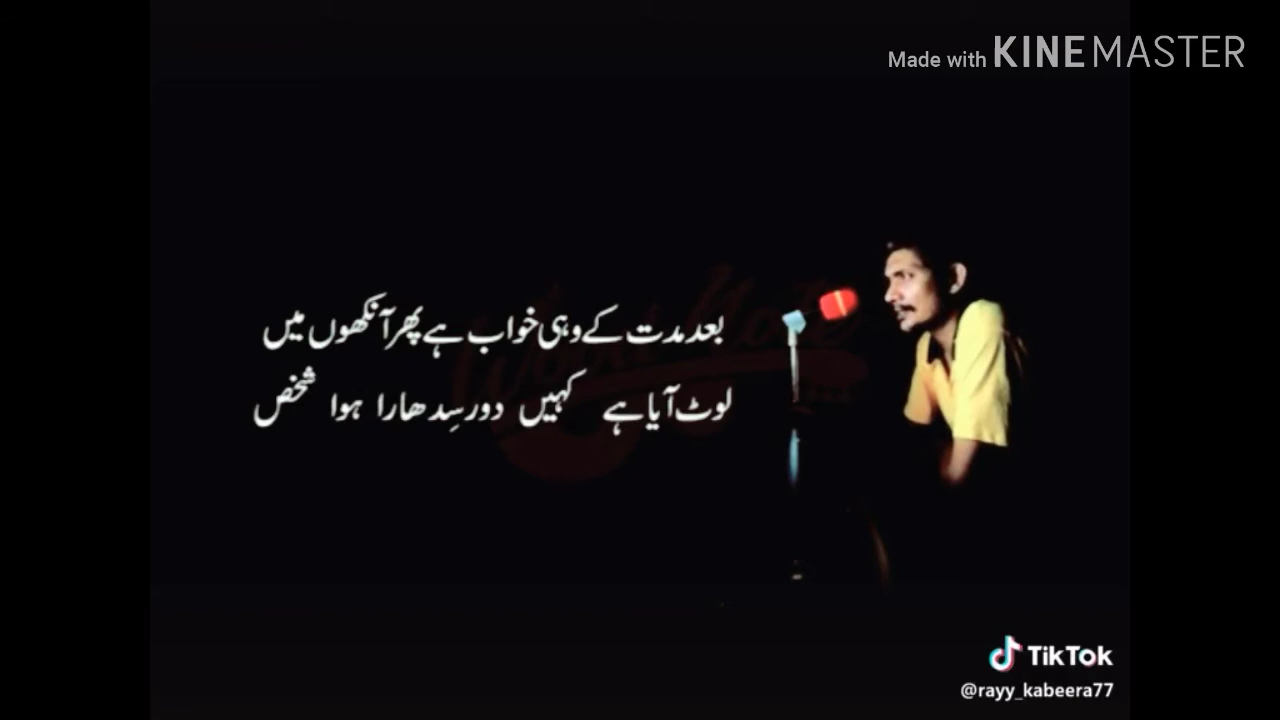 Made with KINEMASTER
بعد مدت کے وہی خواب ہے پھر آنکھوں میں
لوٹ آیا ہے کہیں دور سِدھارا ہوا شخص
TikTok
@rayy_kabeera77